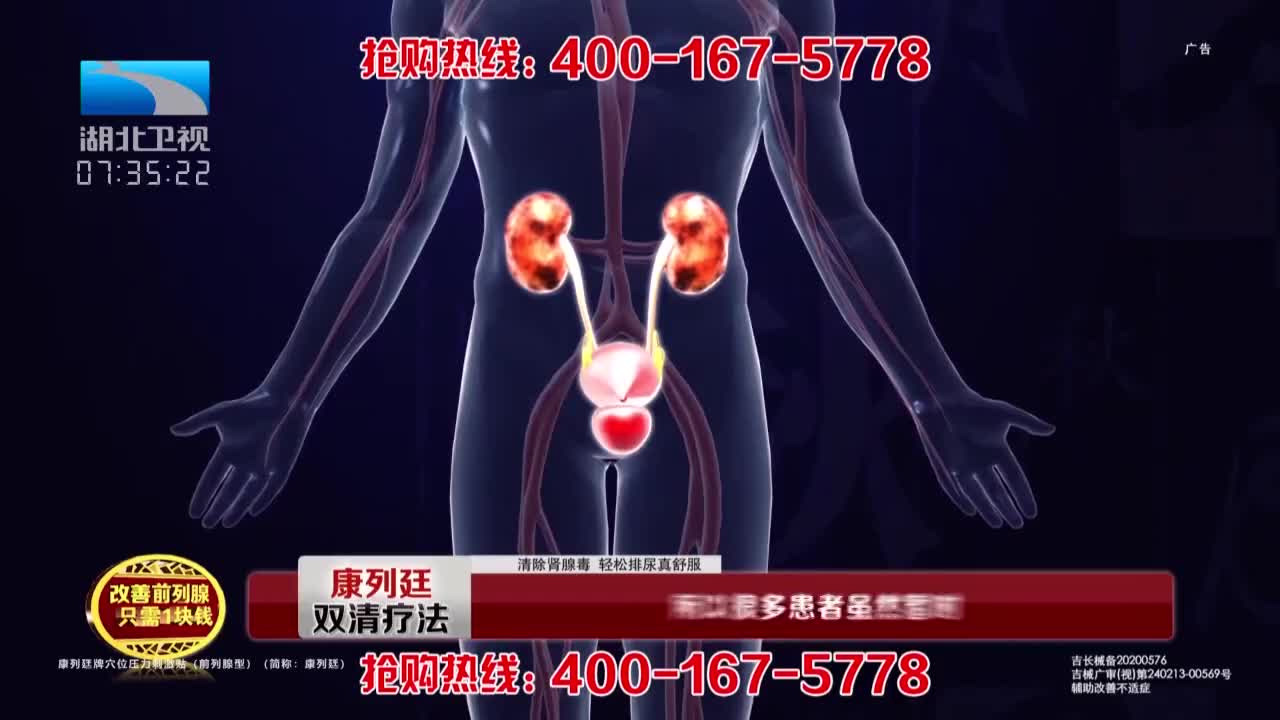 抢购热线：400-167-5778
广告
湖北卫视
07:35:22
清除肾腺毒 轻松排尿真舒服
康列廷
双清疗法
很多患者虽
改善前列腺
只需1块钱
康列廷牌穴位压力刺激贴（前列腺型）（简称：康列廷）
抢购热线：400-167-5778
吉长械备20200576
吉械广审(视)第240213-00569号
辅助改善不适症